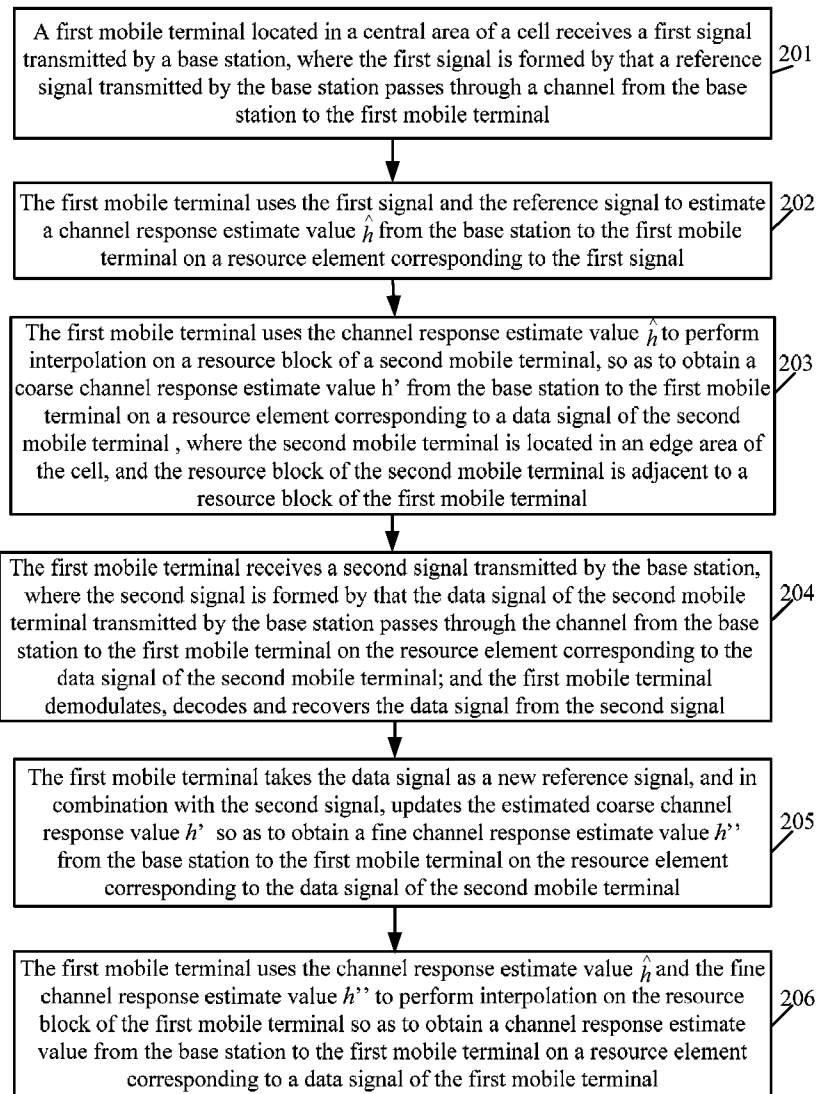 A first mobile terminal located in a central area of a cell receives a first signal
transmitted by a base station, where the first signal is formed by that a reference
signal transmitted by the base station passes through a channel from the base
station to the first mobile terminal
201
The first mobile terminal uses the first signal and the reference signal to estimate
a channel response estimate value ĥ from the base station to the first mobile
terminal on a resource element corresponding to the first signal
202
The first mobile terminal uses the channel response estimate value ĥ to perform
interpolation on a resource block of a second mobile terminal, so as to obtain a
coarse channel response estimate value h’ from the base station to the first mobile
terminal on a resource element corresponding to a data signal of the second
mobile terminal , where the second mobile terminal is located in an edge area of
the cell, and the resource block of the second mobile terminal is adjacent to a
resource block of the first mobile terminal
203
The first mobile terminal receives a second signal transmitted by the base station,
where the second signal is formed by that the data signal of the second mobile
terminal transmitted by the base station passes through the channel from the base
station to the first mobile terminal on the resource element corresponding to the
data signal of the second mobile terminal; and the first mobile terminal
demodulates, decodes and recovers the data signal from the second signal
204
The first mobile terminal takes the data signal as a new reference signal, and in
combination with the second signal, updates the estimated coarse channel
response value h’ so as to obtain a fine channel response estimate value h’’
from the base station to the first mobile terminal on the resource element
corresponding to the data signal of the second mobile terminal
205
The first mobile terminal uses the channel response estimate value ĥ and the fine
channel response estimate value h’’ to perform interpolation on the resource
block of the first mobile terminal so as to obtain a channel response estimate
value from the base station to the first mobile terminal on a resource element
corresponding to a data signal of the first mobile terminal
206